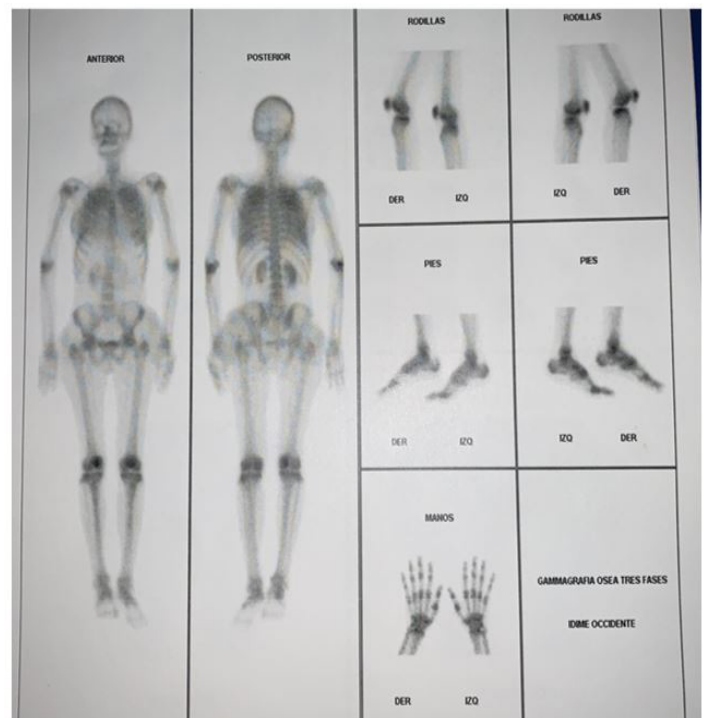 ANTERIOR
POSTERIOR
RODILLAS
DER IZQ
RODILLAS
IZQ DER
PIES
DER IZQ
PIES
IZQ DER
MANOS
DER IZQ
GAMMAGRAFIA OSEA TRES FASES
IDIME OCCIDENTE